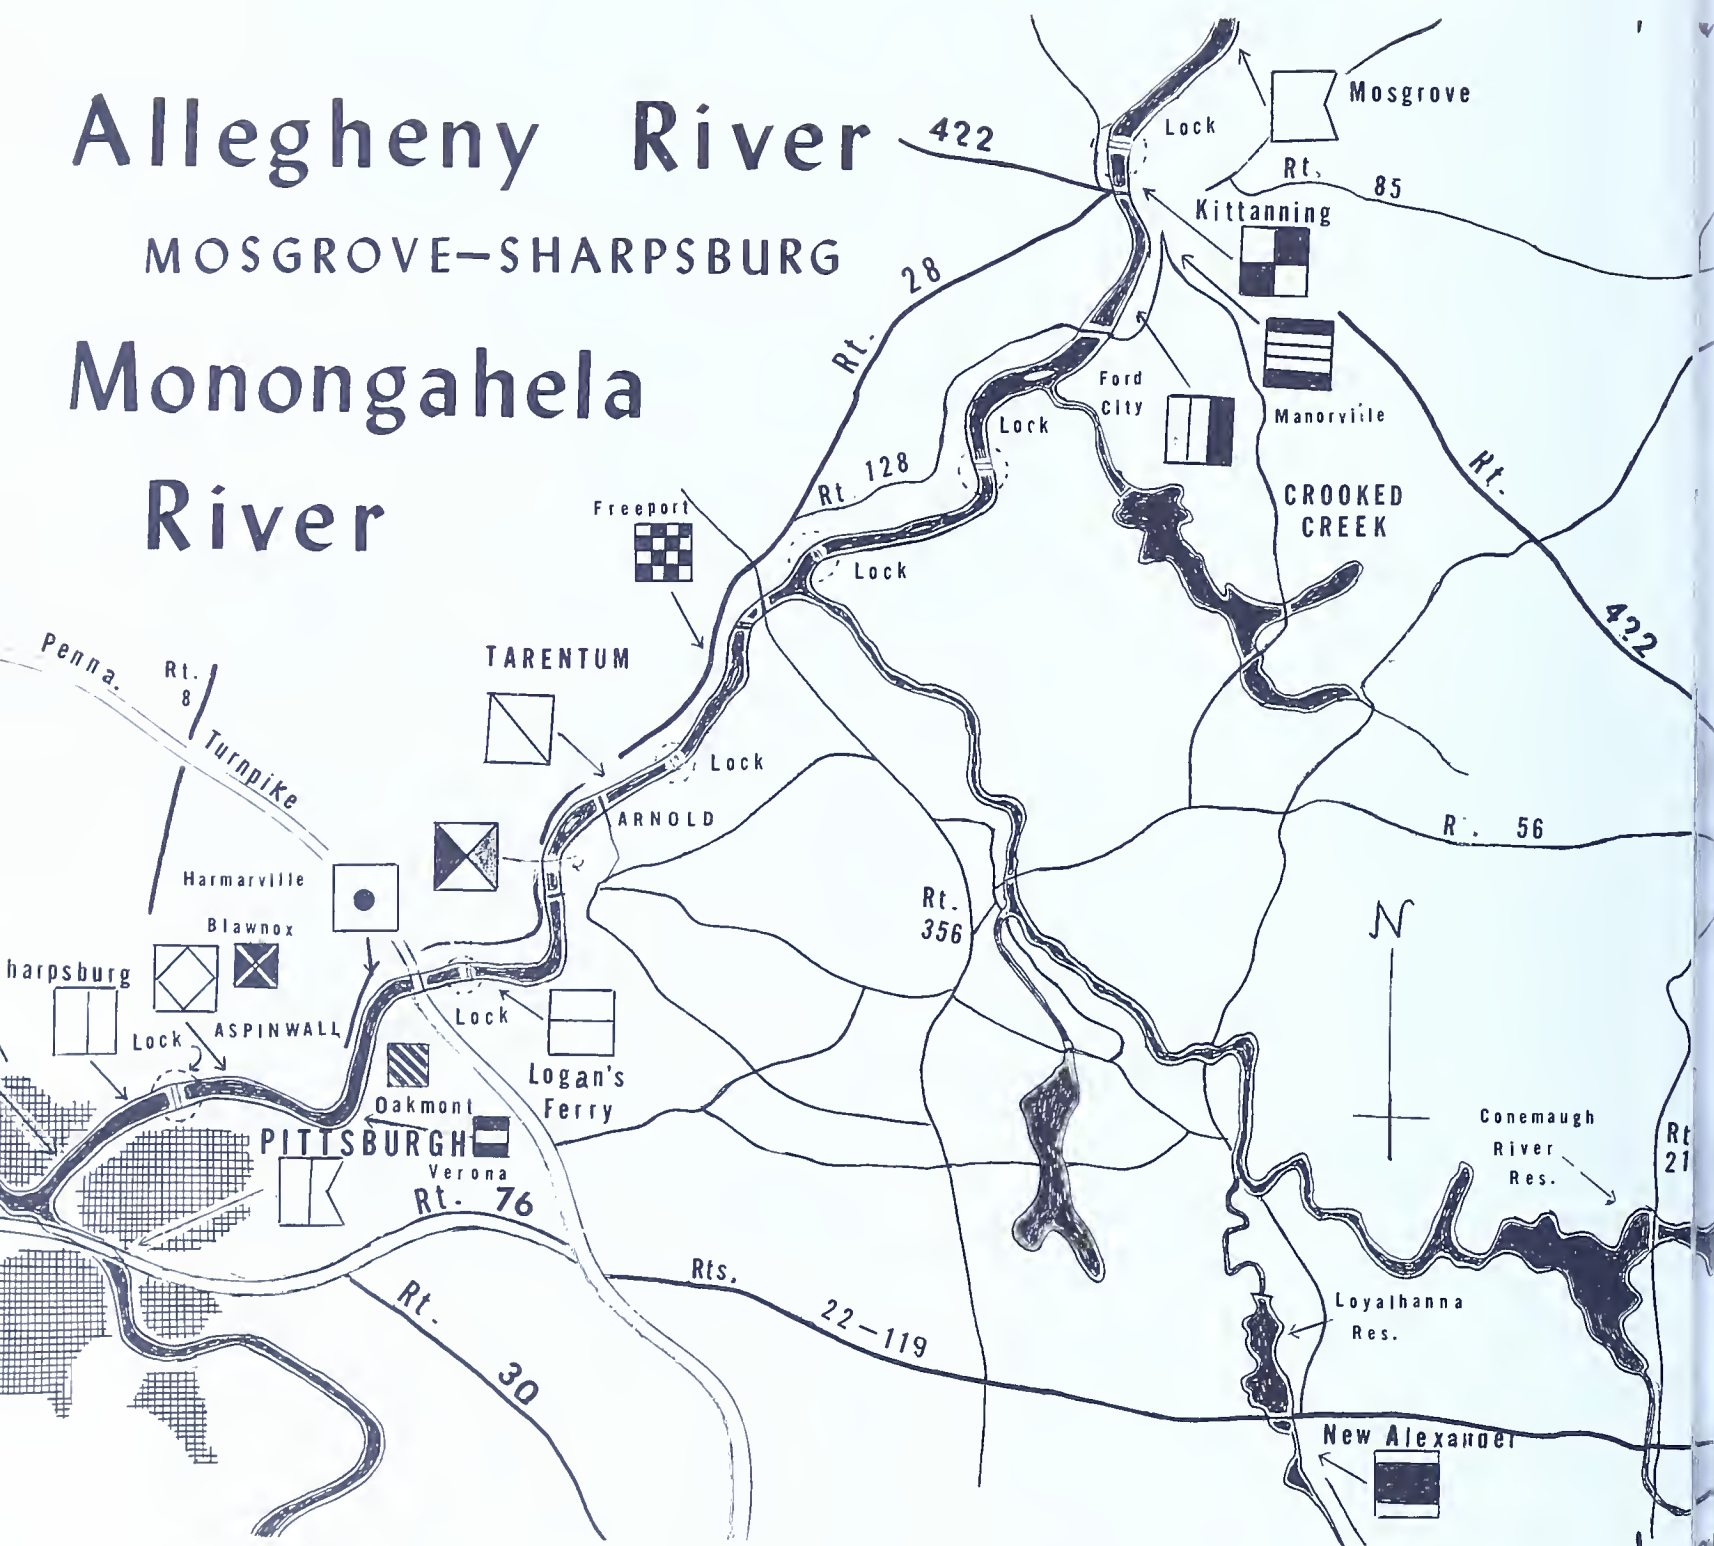 Allegheny River
MOSGROVE–SHARPSBURG
Monongahela
River
422
Lock
Mosgrove
Rt. 85
Kittanning
Rt. 28
Manorville
Ford
City
Lock
Rt. 128
Rt. 422
CROOKED
CREEK
Freeport
Lock
TARENTUM
Penna. Turnpike
Rt.
8
Lock
ARNOLD
R. 56
Harmarville
Blawnox
harpsburg
Rt.
356
N
Lock
ASPINWALL
Lock
Logan's
Ferry
Oakmont
PITTSBURGH
Verona
Rt. 76
Conemaugh
River
Res.
Rt
21
Rts. 22–119
Rt. 30
Loyalhanna
Res.
New Alexander